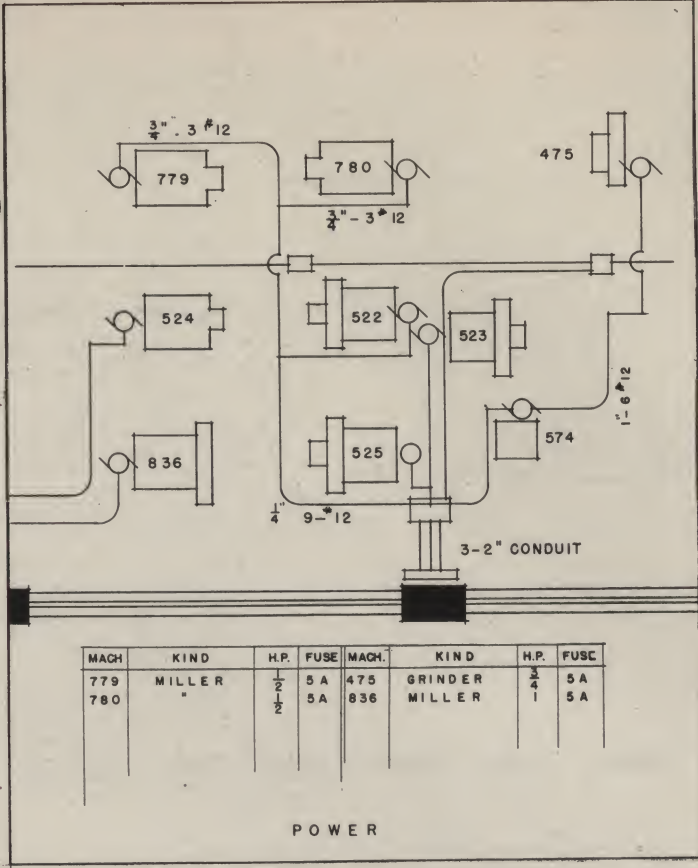 3/4" . 3 #12
779
780
475
3/4" - 3 #12
524
522
523
1"- 6 #12
836
525
574
1/4" 9-#12
3-2" CONDUIT
MACH KIND H.P. FUSE MACH. KIND H.P. FUSE
779 MILLER 1/2 5 A 475 GRINDER 3/4 5 A
780 " 1/2 5 A 836 MILLER 1 5 A
POWER